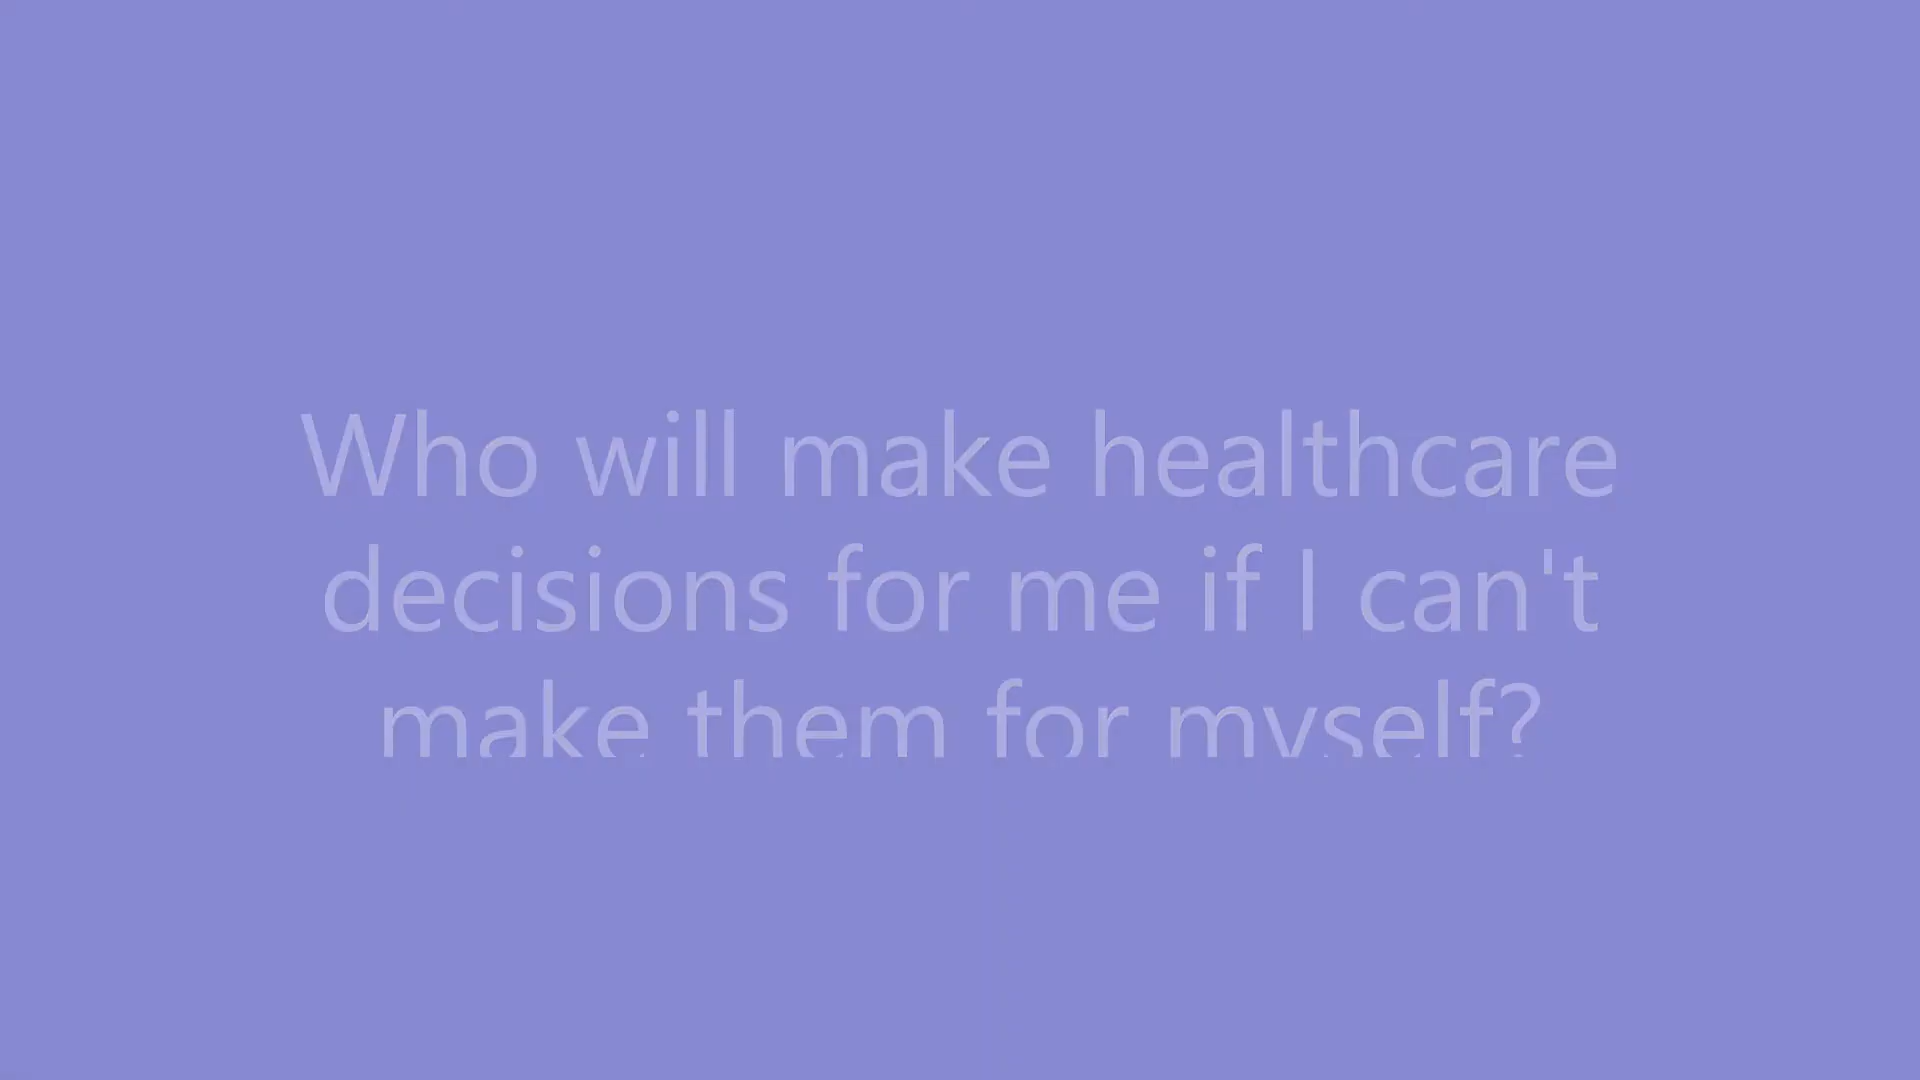 Who will make healthcare
decisions for me if I can't
make them for myself?